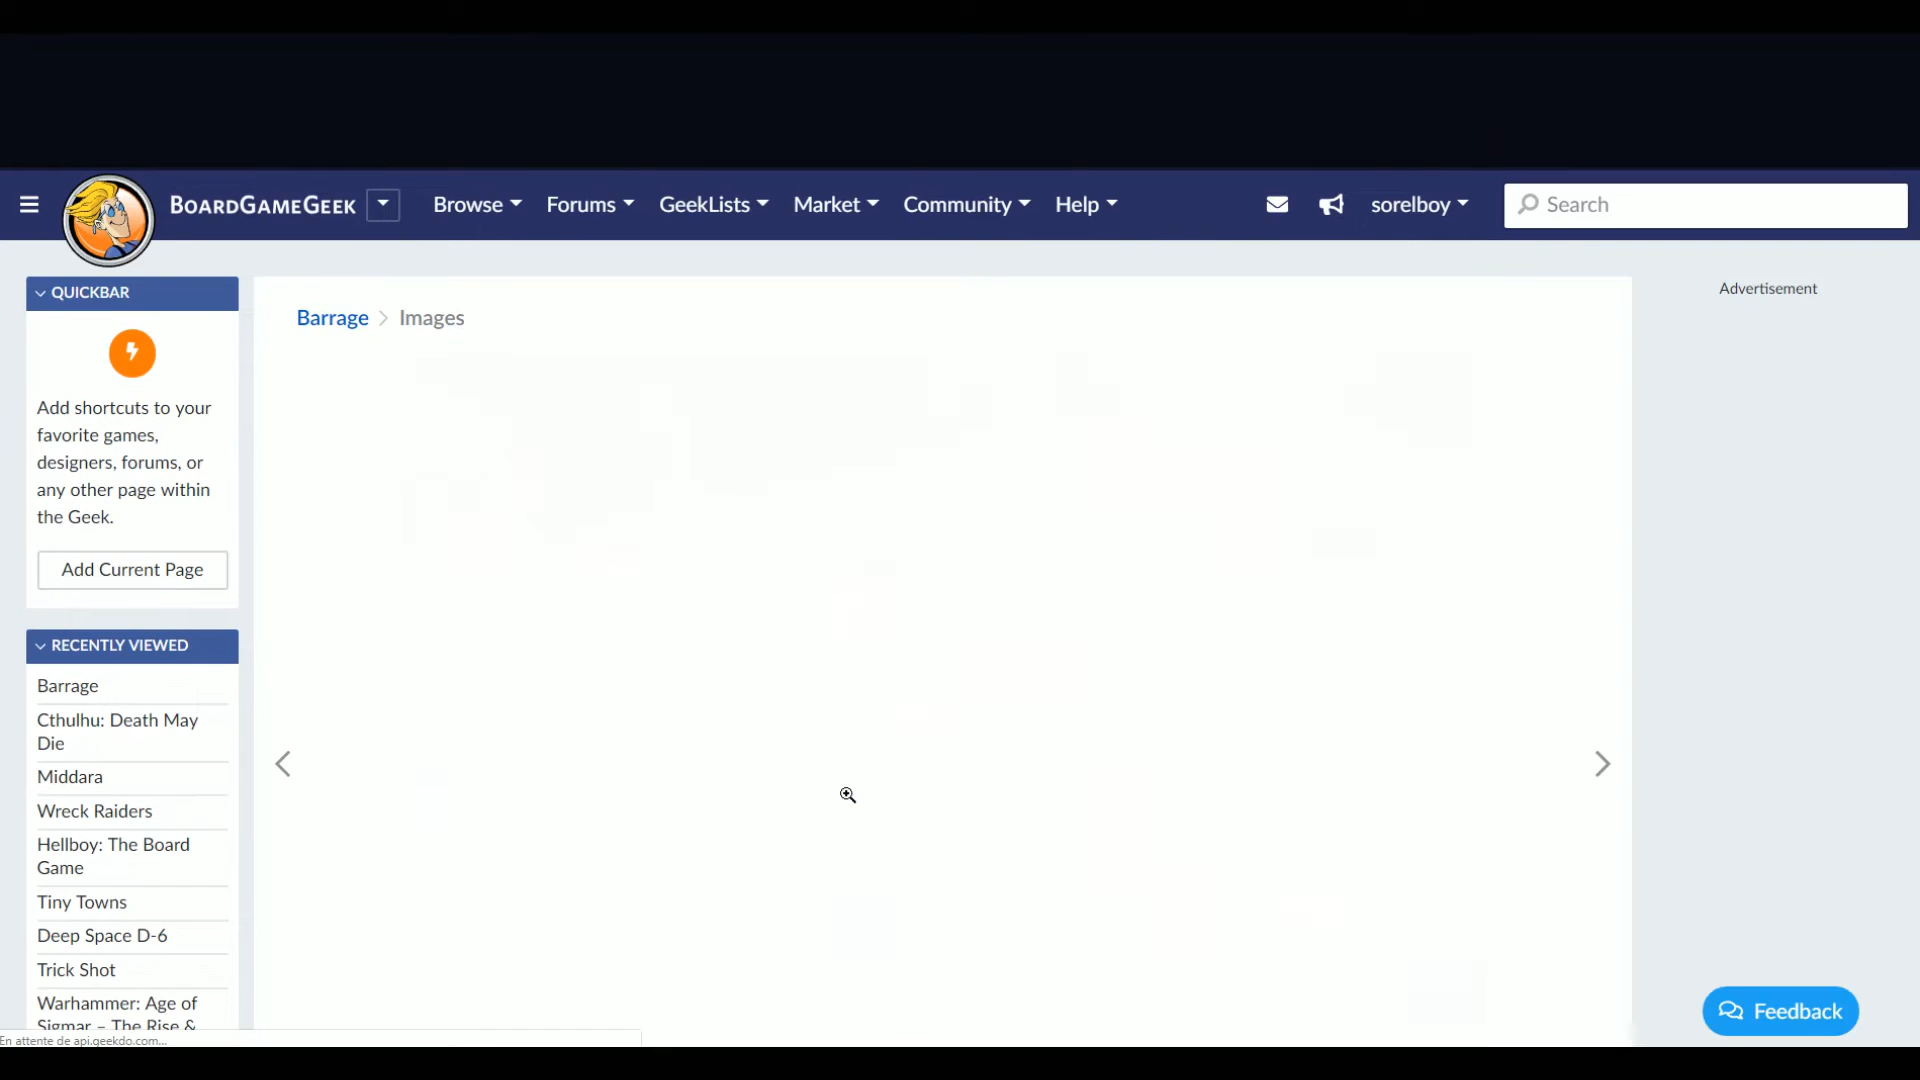 BOARDGAMEGEEK
Browse
Forums
GeekLists
Market
Community
Help
sorelboy
Search
QUICKBAR
Add shortcuts to your
favorite games,
designers, forums, or
any other page within
the Geek.
Add Current Page
RECENTLY VIEWED
Barrage
Cthulhu: Death May
Die
Middara
Wreck Raiders
Hellboy: The Board
Game
Tiny Towns
Deep Space D-6
Trick Shot
Warhammer: Age of
Sigmar – The Rise &
En attente de api.geekdo.com...
Barrage > Images
Advertisement
Feedback